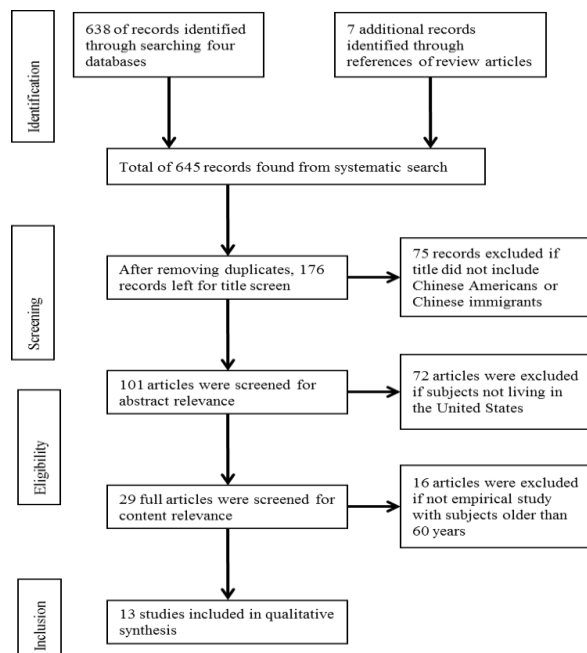 Identification
638 of records identified
through searching four
databases
7 additional records
identified through
references of review articles
Total of 645 records found from systematic search
Screening
After removing duplicates, 176
records left for title screen
75 records excluded if
title did not include
Chinese Americans or
Chinese immigrants
Eligibility
101 articles were screened for
abstract relevance
72 articles were excluded
if subjects not living in
the United States
29 full articles were screened for
content relevance
16 articles were excluded
if not empirical study
with subjects older than
60 years
Inclusion
13 studies included in qualitative
synthesis